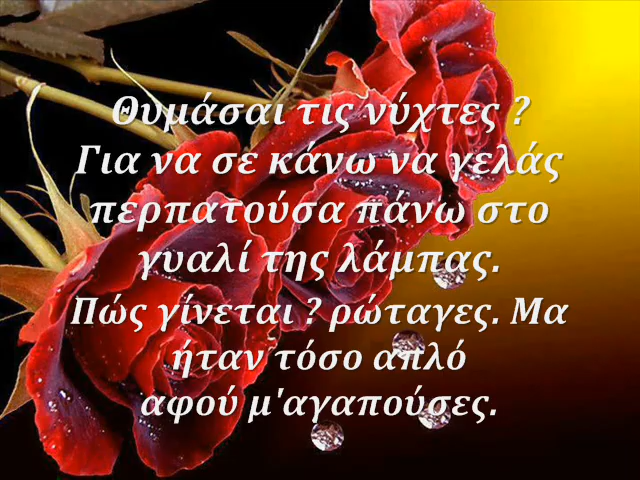 Θυμάσαι τις νύχτες ?
Για να σε κάνω να γελάς
περπατούσα πάνω στο
γυαλί της λάμπας.
Πώς γίνεται ? ρώταγες. Μα
ήταν τόσο απλό
αφού μ'αγαπούσες.